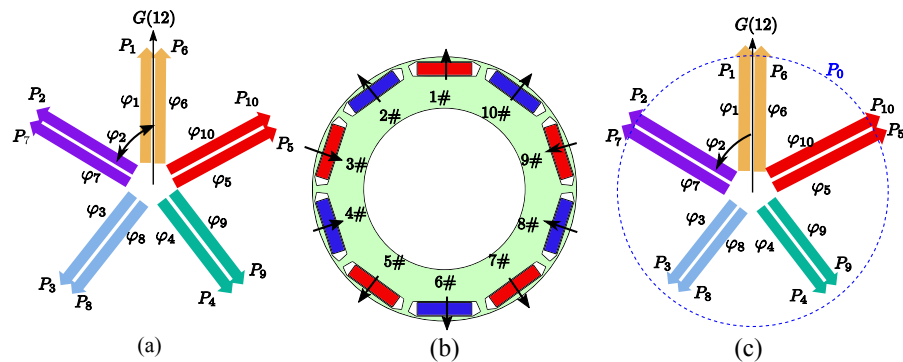 G(12)
P₁ P₆
P₂
P₁₀
φ₁ φ₆
P₇
φ₂
φ₁₀
P₅
φ₇
φ₅
φ₃
φ₉
φ₈ φ₄
P₃
P₉
P₈
P₄
(a)
1#
2#
10#
3#
9#
4#
8#
5#
7#
6#
(b)
G(12)
P₁ P₆
P₀
P₂
P₁₀
φ₁ φ₆
P₇
φ₂
φ₁₀
P₅
φ₇
φ₅
φ₃
φ₉
φ₈ φ₄
P₃
P₉
P₈
P₄
(c)